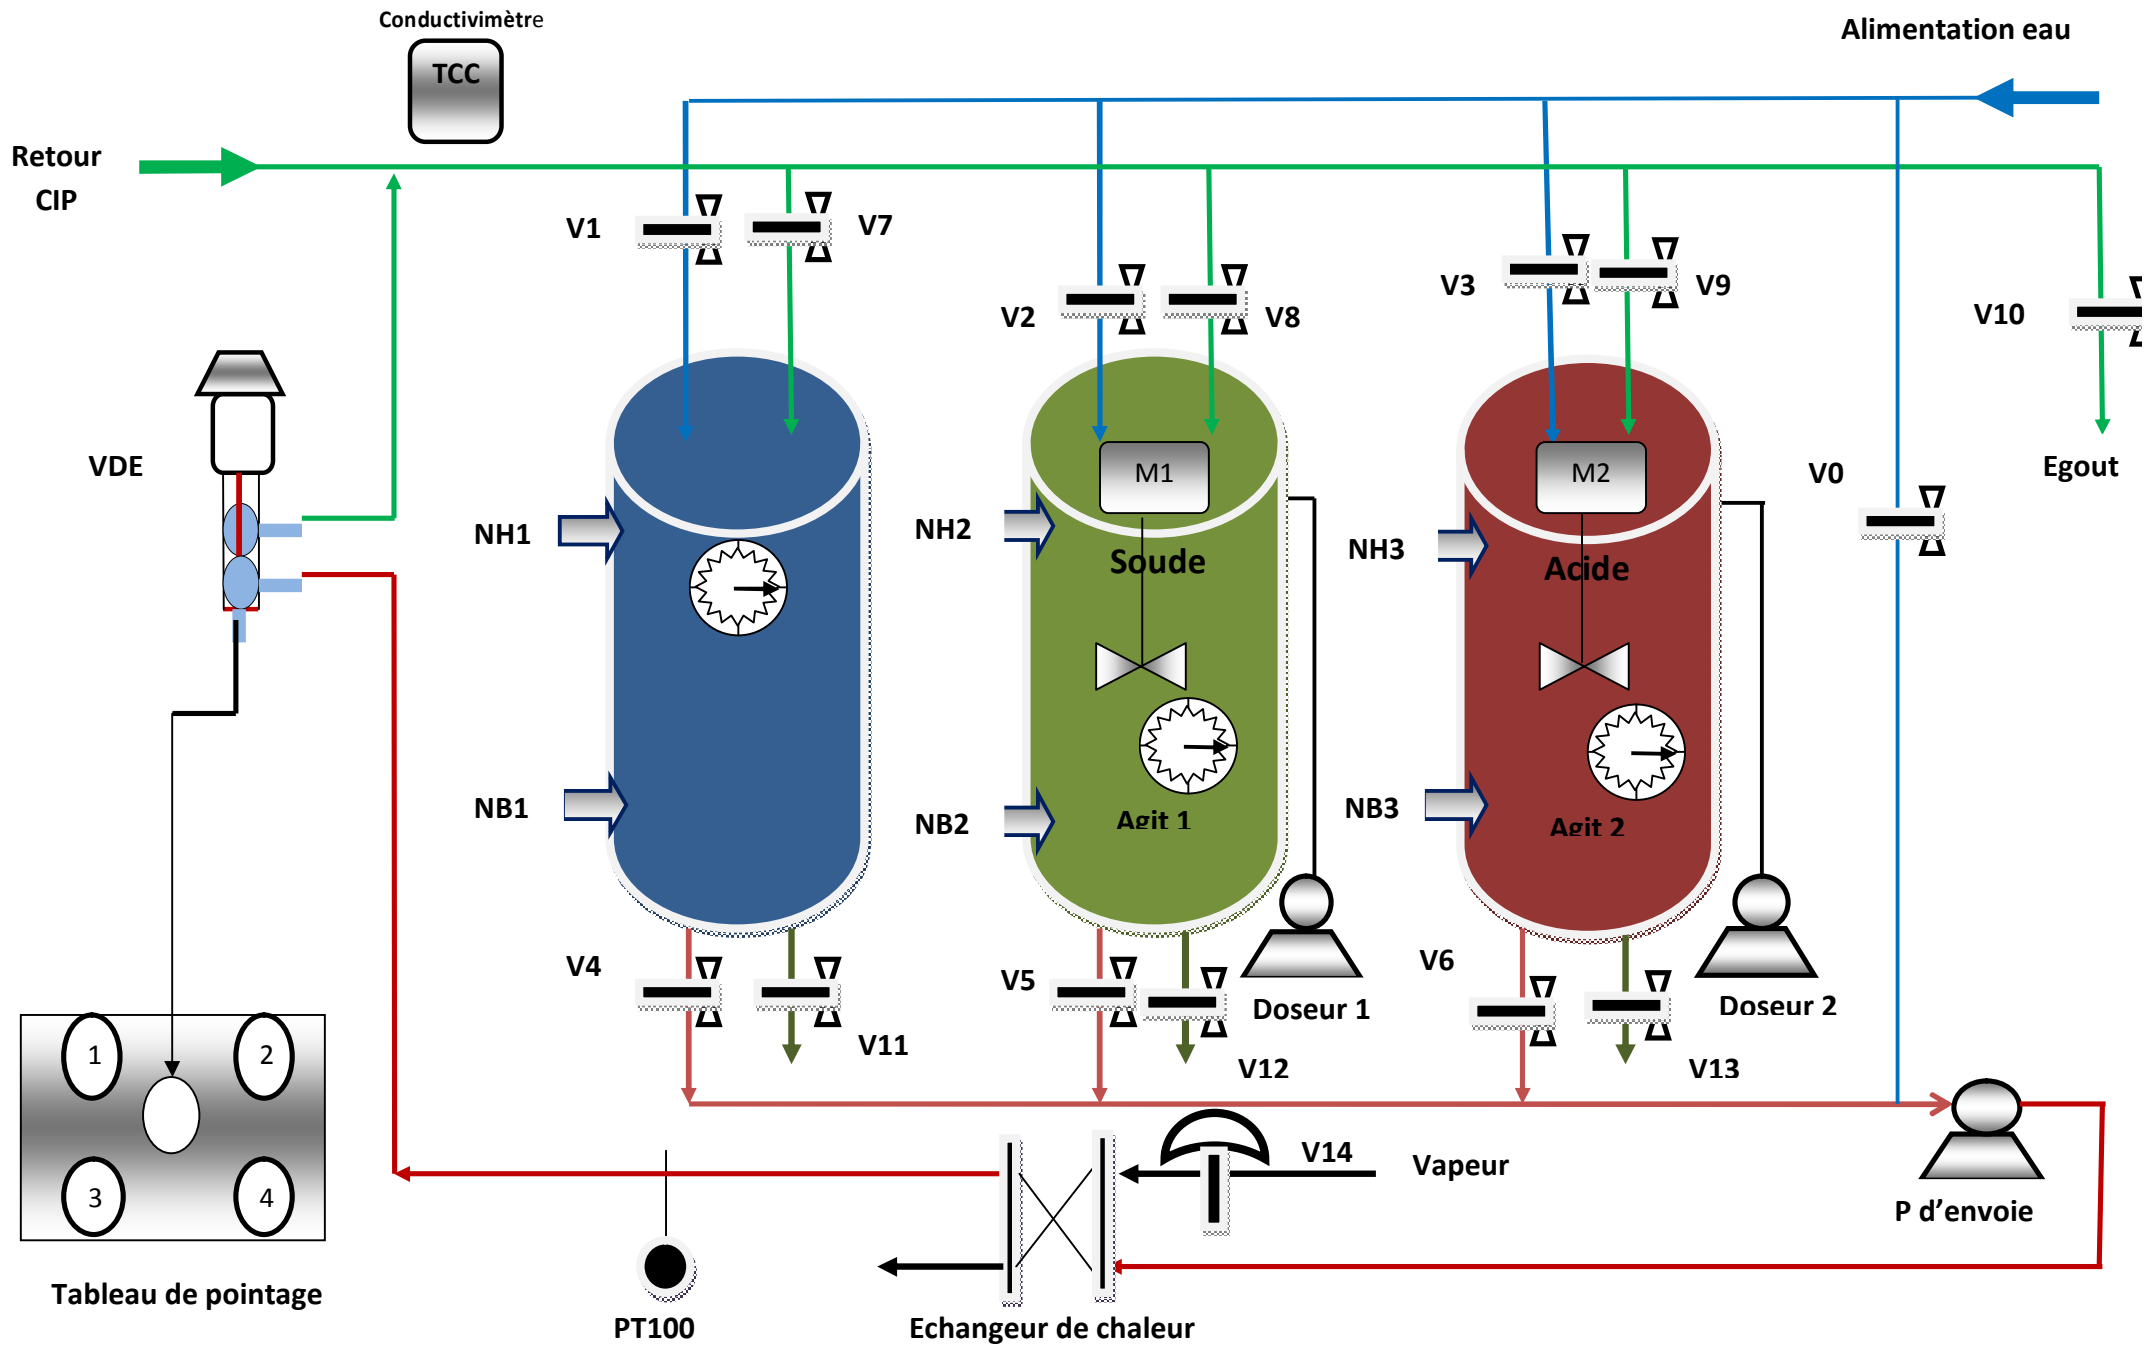 Conductivimètre
Alimentation eau
TCC
Retour
CIP
V1
V7
V2
V8
V3
V9
V10
VDE
M1
M2
V0
Egout
NH1
NH2
NH3
Soude
Acide
NB1
NB2
Agit 1
NB3
Agit 2
V4
V5
V6
Doseur 1
Doseur 2
V11
V12
V13
1
2
3
4
V14
Vapeur
P d'envoie
Tableau de pointage
PT100
Echangeur de chaleur